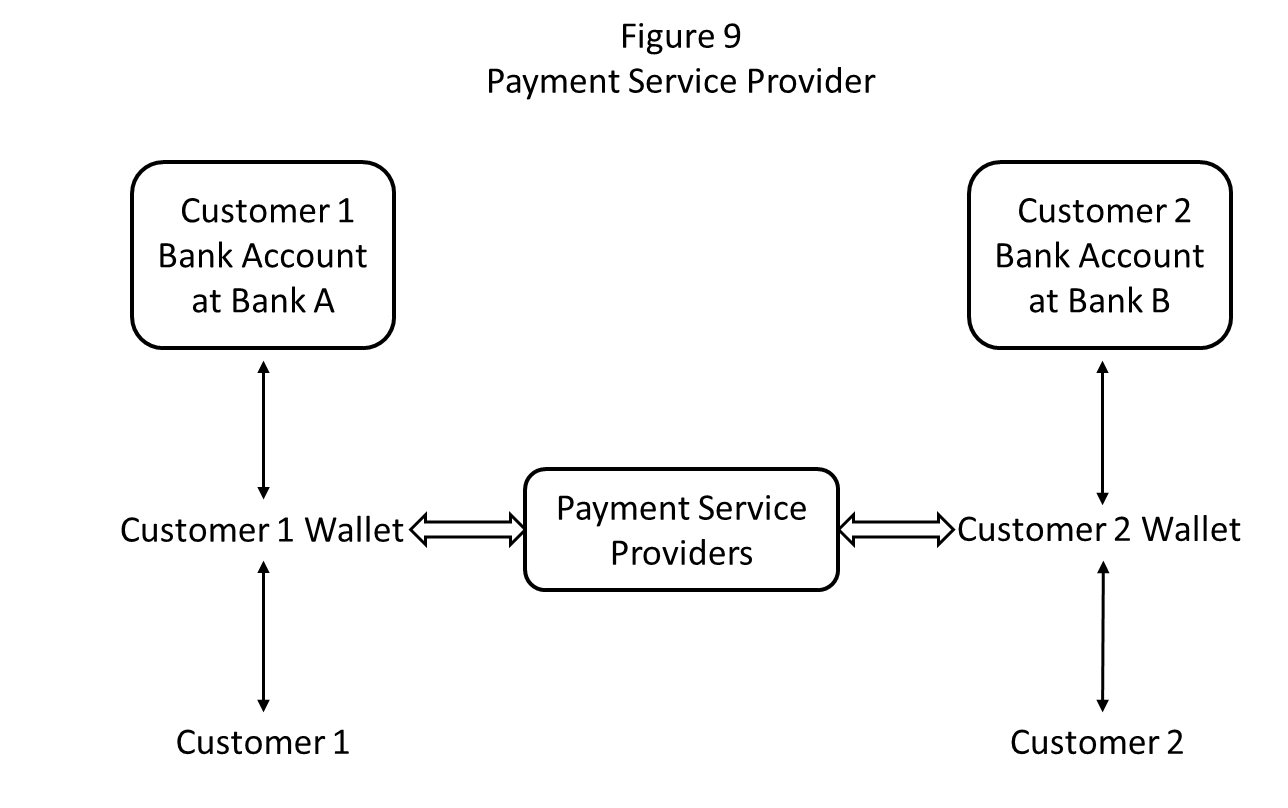 Figure 9
Payment Service Provider
Customer 1
Bank Account
at Bank A
Customer 2
Bank Account
at Bank B
Customer 1 Wallet
Payment Service
Providers
Customer 2 Wallet
Customer 1
Customer 2